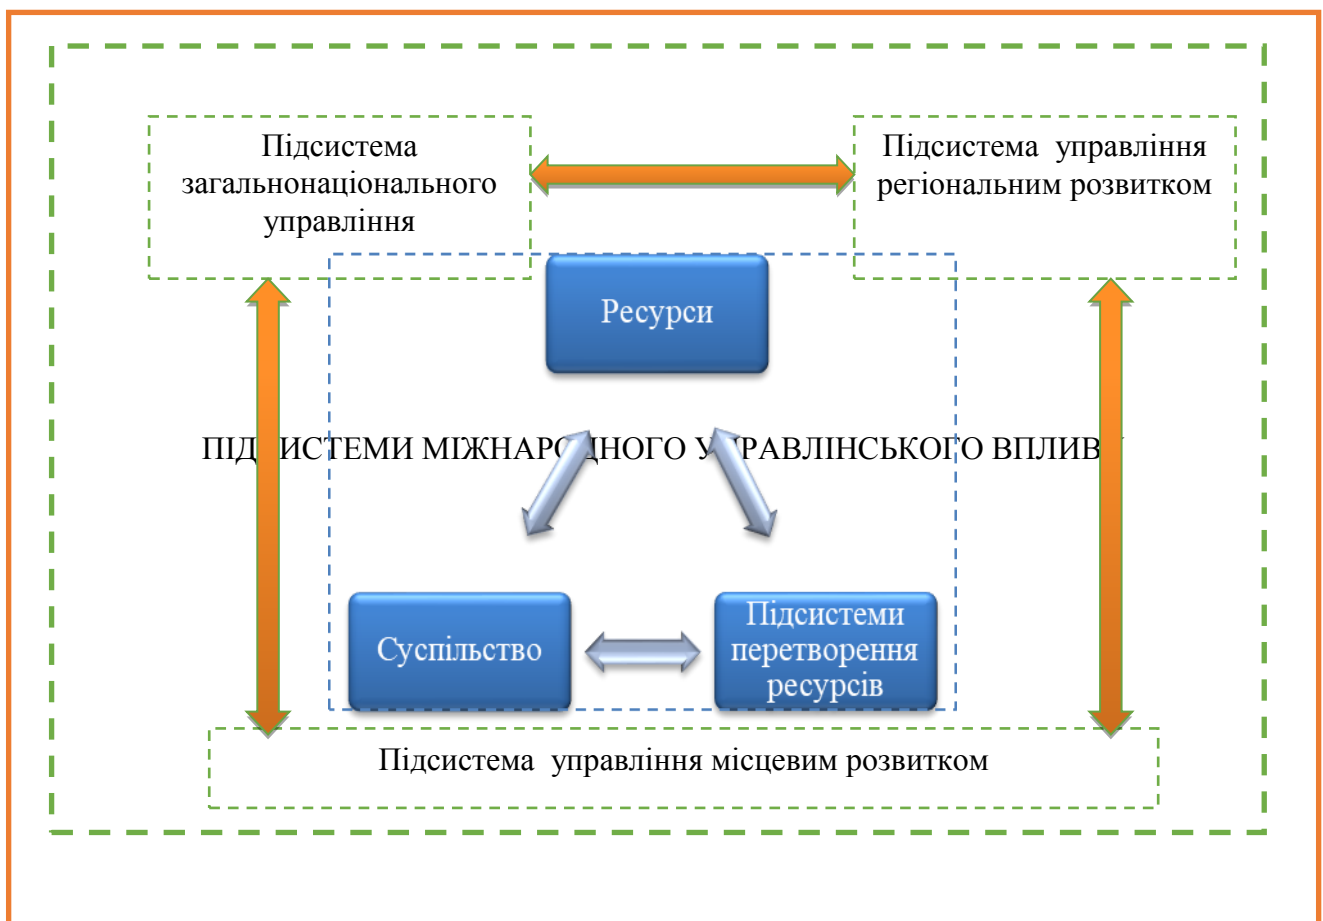 Підсистема
загальнонаціонального
управління
Підсистема управління
регіональним розвитком
Ресурси
ПІДСИСТЕМИ МІЖНАРОДНОГО УПРАВЛІНСЬКОГО ВПЛИВУ
Суспільство
Підсистеми
перетворення
ресурсів
Підсистема управління місцевим розвитком